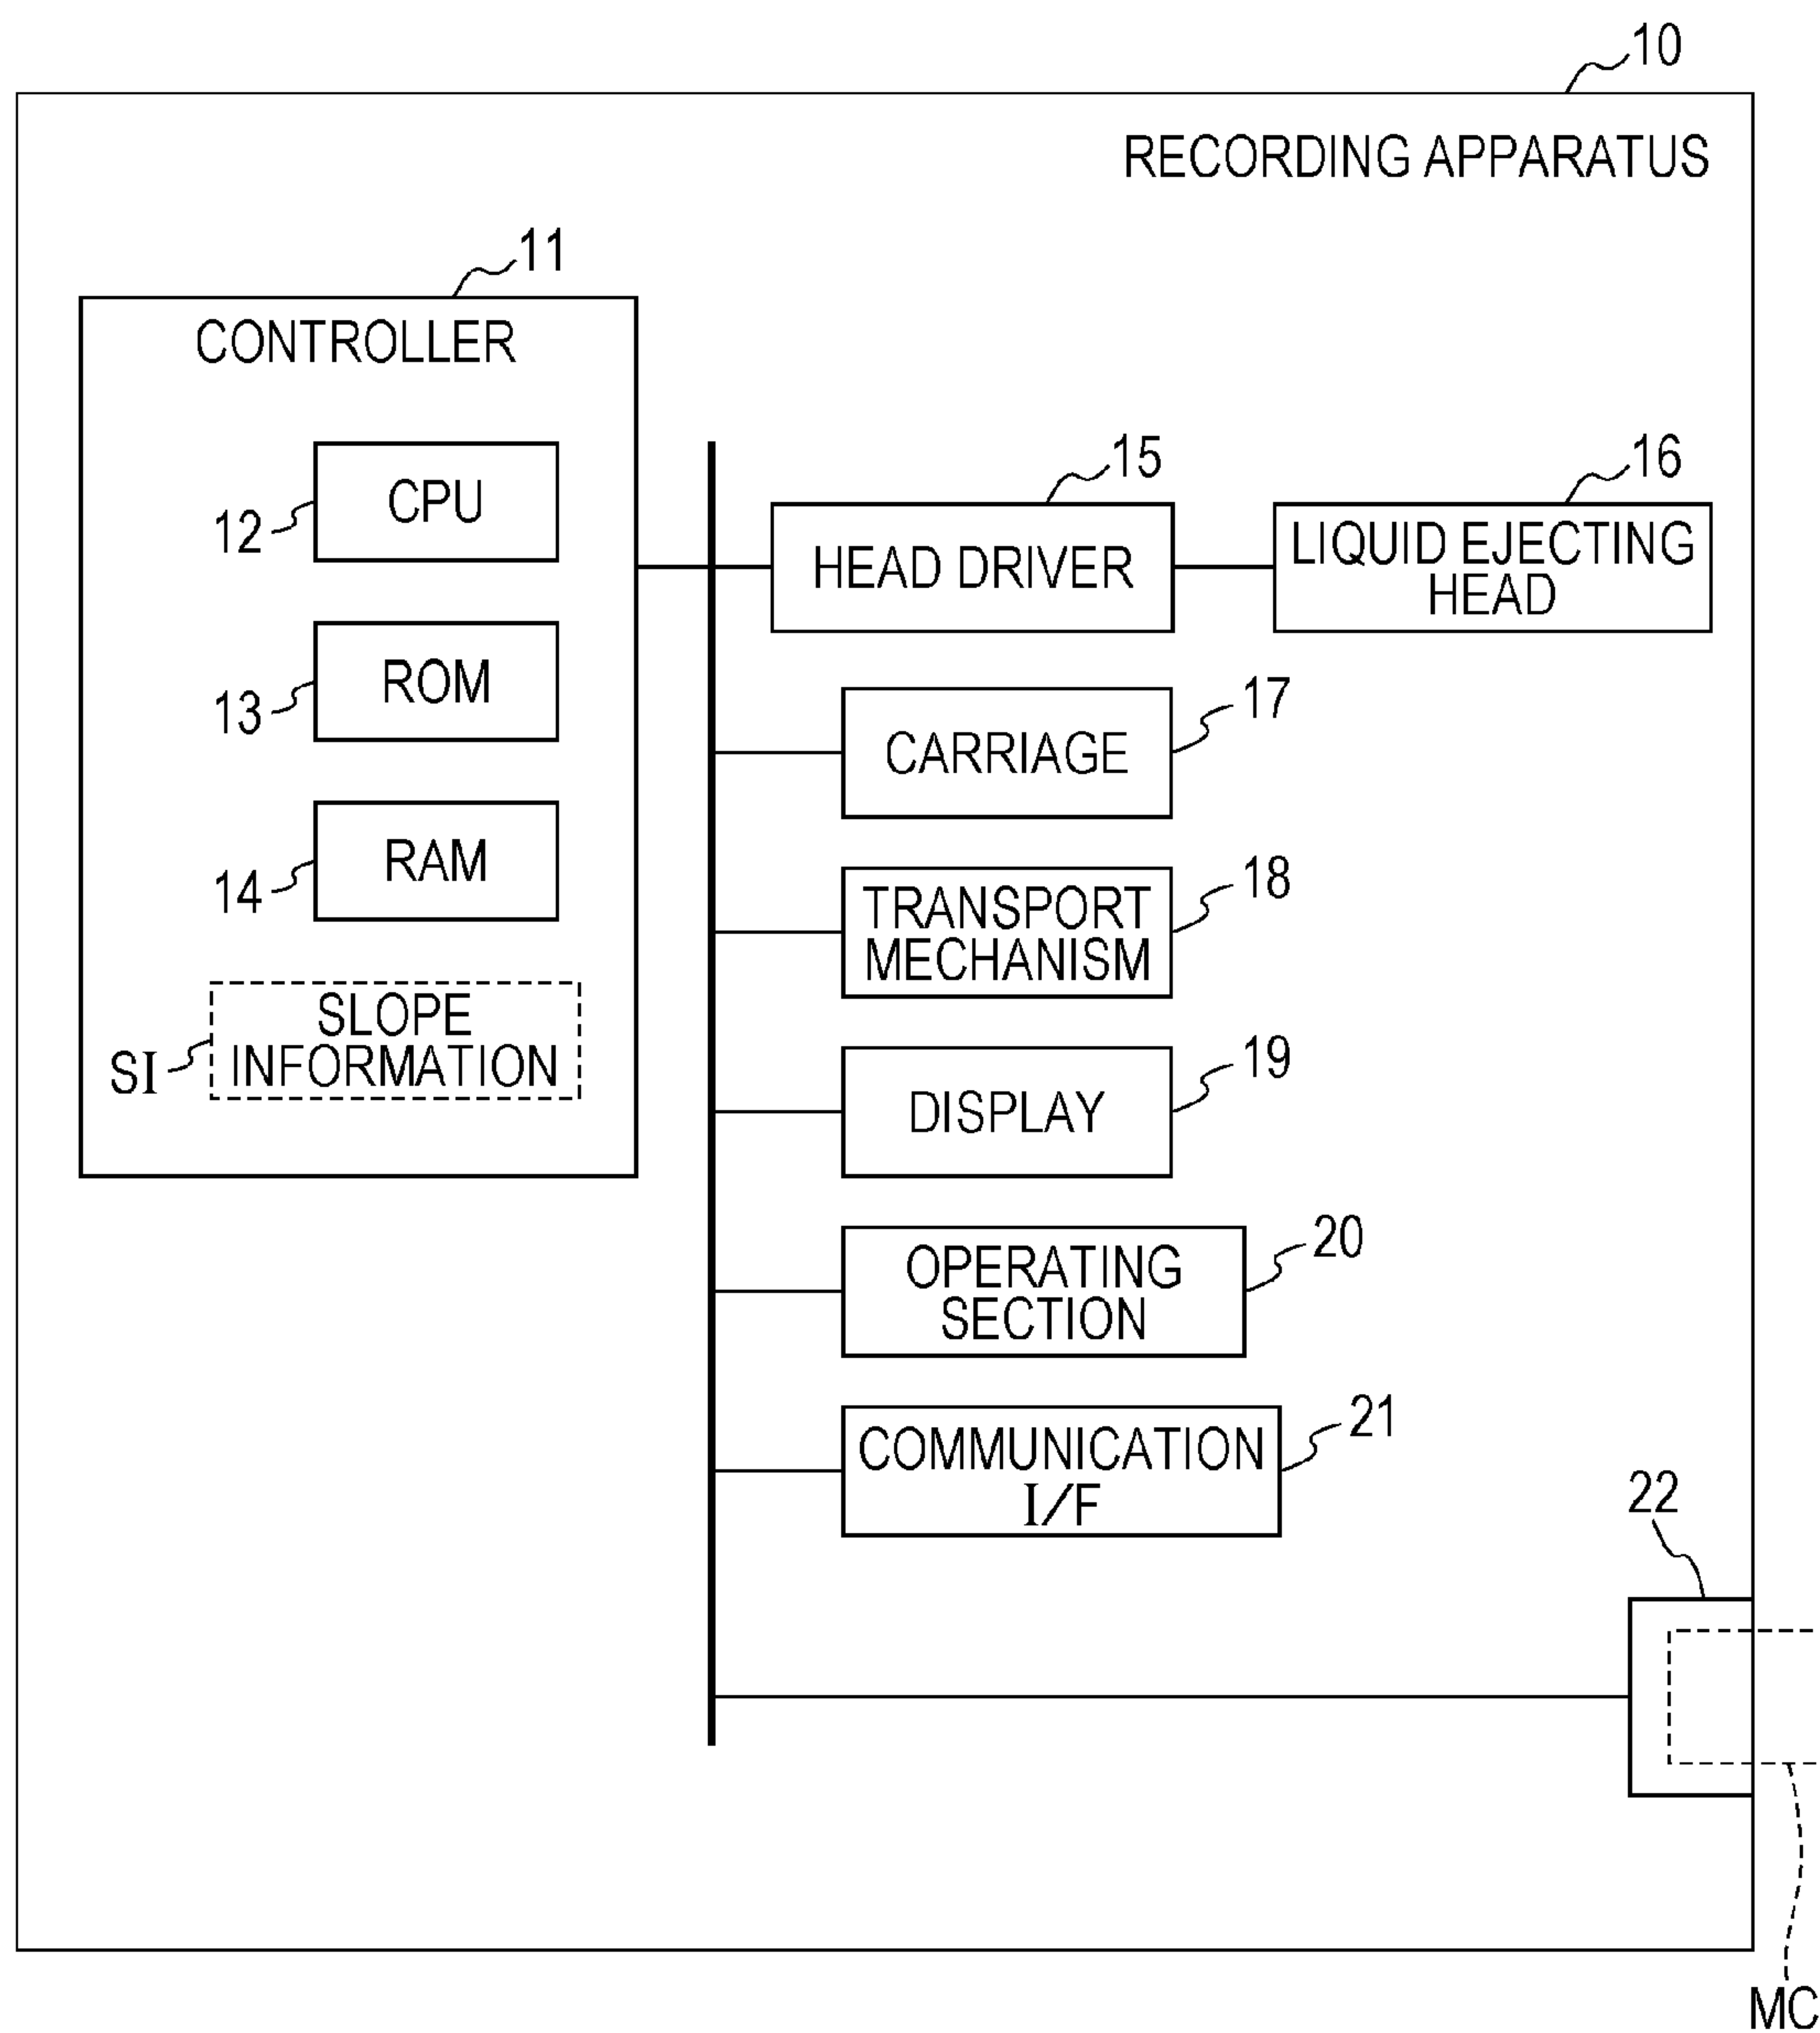 10
RECORDING APPARATUS
11
CONTROLLER
12
CPU
13
ROM
14
RAM
SI
SLOPE
INFORMATION
15
HEAD DRIVER
16
LIQUID EJECTING
HEAD
17
CARRIAGE
18
TRANSPORT
MECHANISM
19
DISPLAY
20
OPERATING
SECTION
21
COMMUNICATION
I/F
22
MC